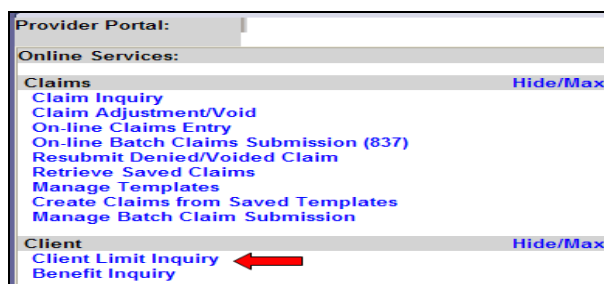 Provider Portal:
Online Services:
Claims Hide/Max
Claim Inquiry
Claim Adjustment/Void
On-line Claims Entry
On-line Batch Claims Submission (837)
Resubmit Denied/Voided Claim
Retrieve Saved Claims
Manage Templates
Create Claims from Saved Templates
Manage Batch Claim Submission
Client Hide/Max
Client Limit Inquiry
Benefit Inquiry